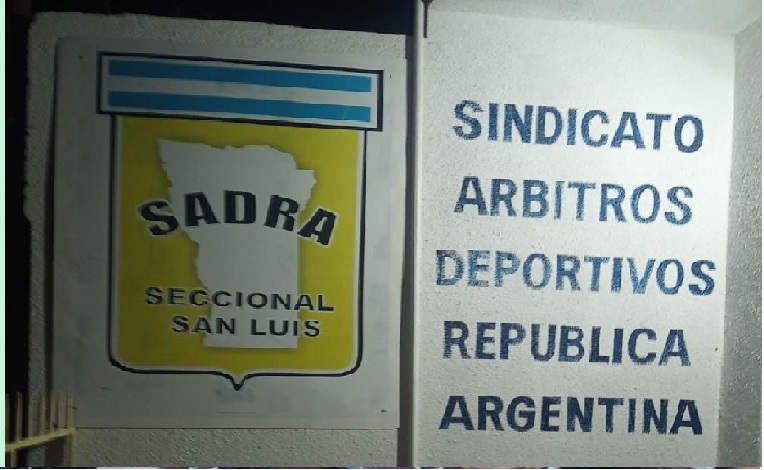 SADRA
SECCIONAL
SAN LUIS
SINDICATO
ARBITROS
DEPORTIVOS
REPUBLICA
ARGENTINA